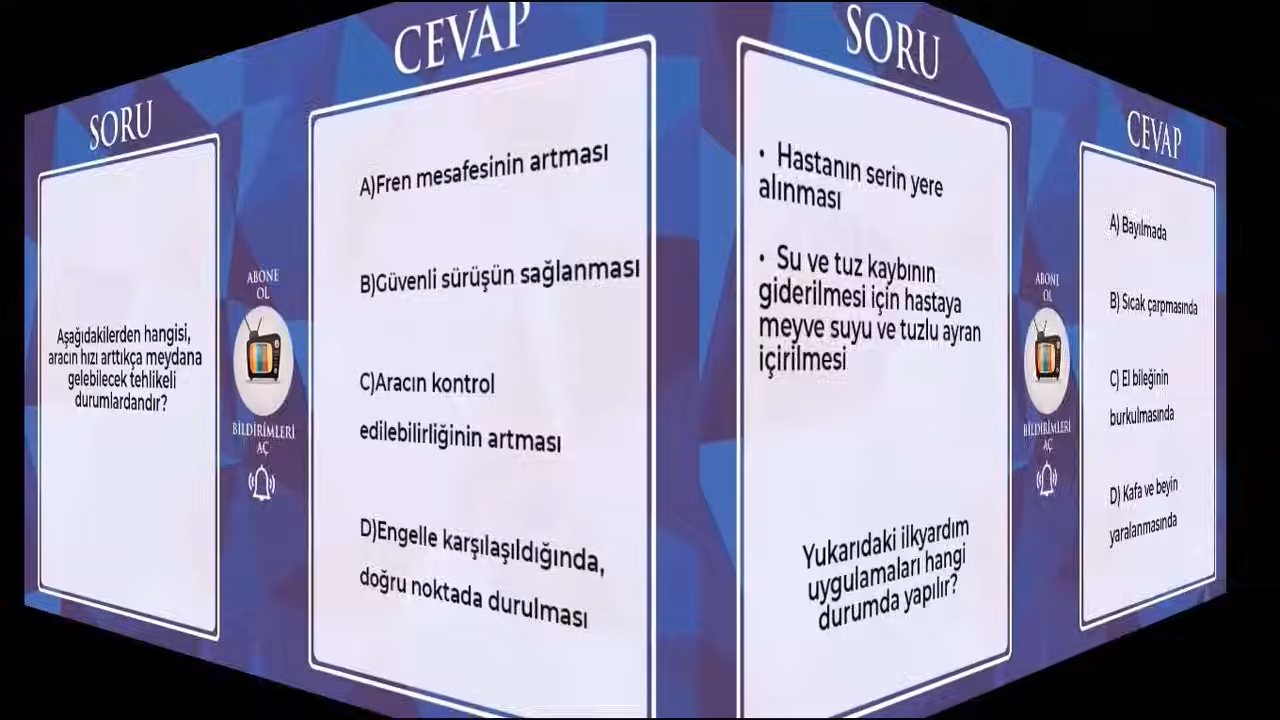 SORU
Aşağıdakilerden hangisi,
aracın hızı arttıkça meydana
gelebilecek tehlikeli
durumlardandır?
ABONE
OL
BİLDİRİMLERİ
AÇ
CEVAP
A)Fren mesafesinin artması
B)Güvenli sürüşün sağlanması
C)Aracın kontrol
edilebilirliğinin artması
D)Engelle karşılaşıldığında,
doğru noktada durulması
SORU
• Hastanın serin yere
alınması
• Su ve tuz kaybının
giderilmesi için hastaya
meyve suyu ve tuzlu ayran
içirilmesi
Yukarıdaki ilkyardım
uygulamaları hangi
durumda yapılır?
ABONE
OL
BİLDİRİMLERİ
AÇ
CEVAP
A) Bayılmada
B) Sıcak çarpmasında
C) El bileğinin
burkulmasında
D) Kafa ve beyin
yaralanmasında